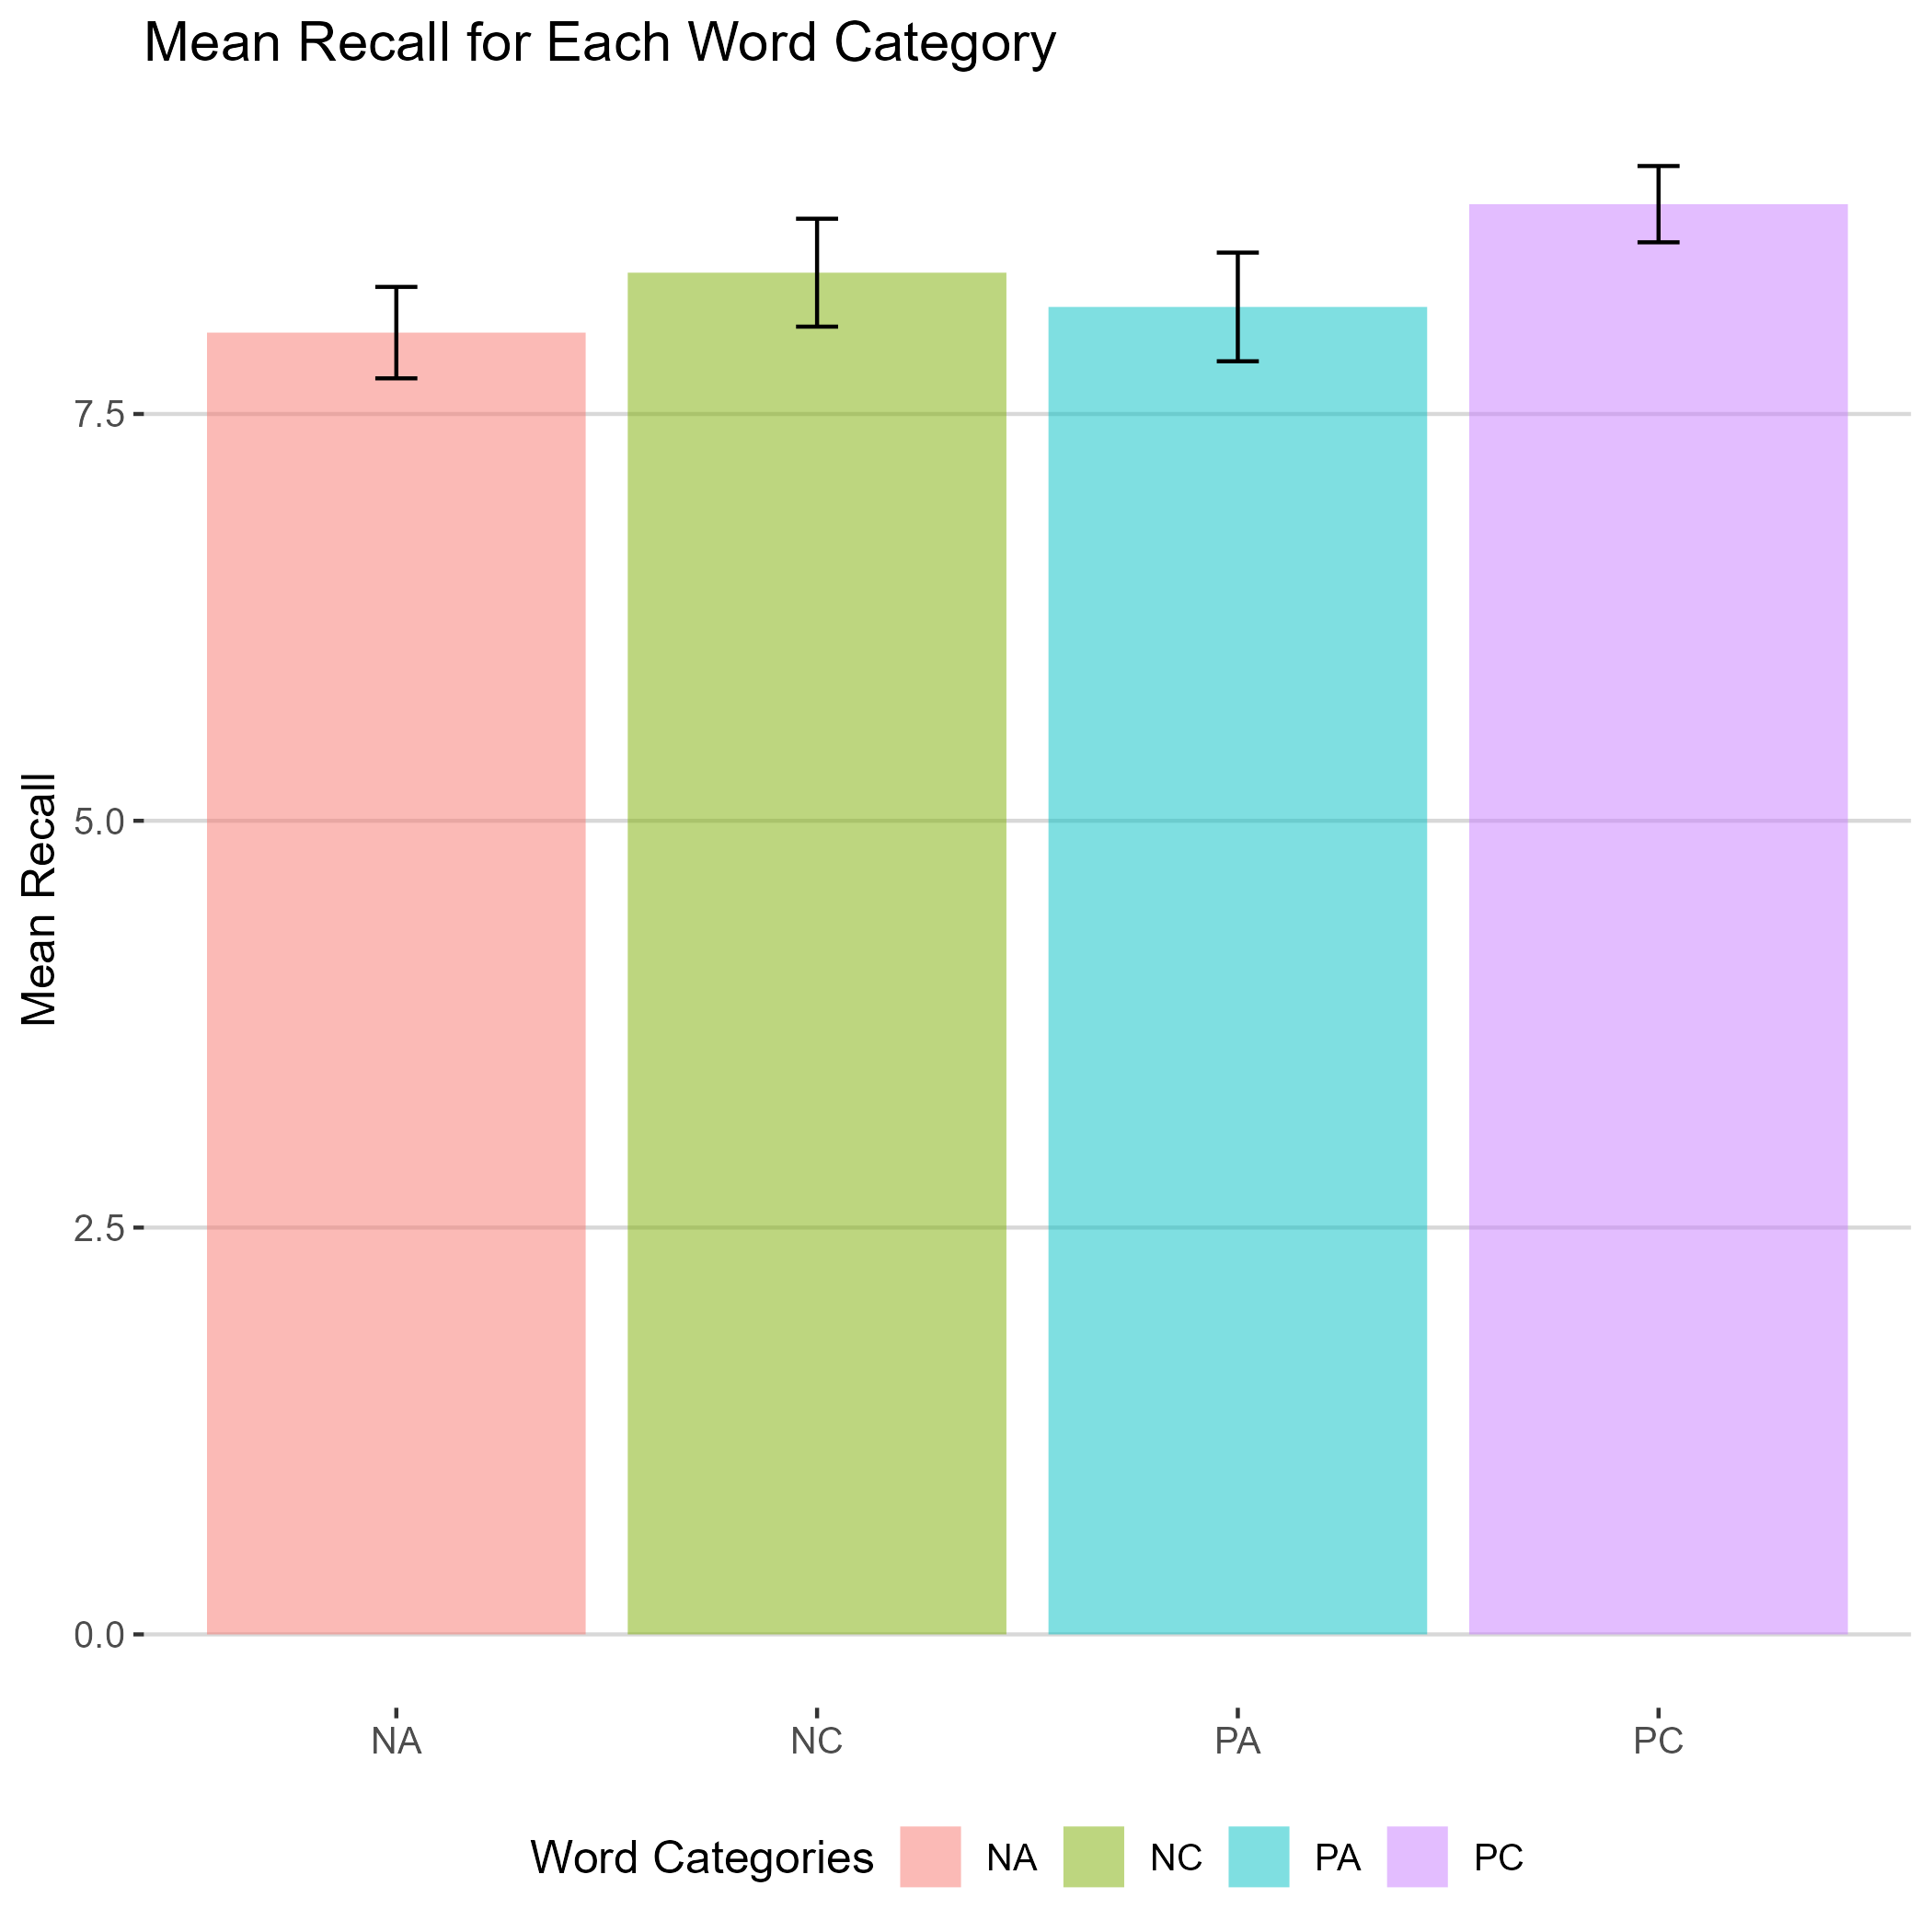 Mean Recall for Each Word Category
Mean Recall
7.5
5.0
2.5
0.0
NA NC PA PC
Word Categories NA NC PA PC